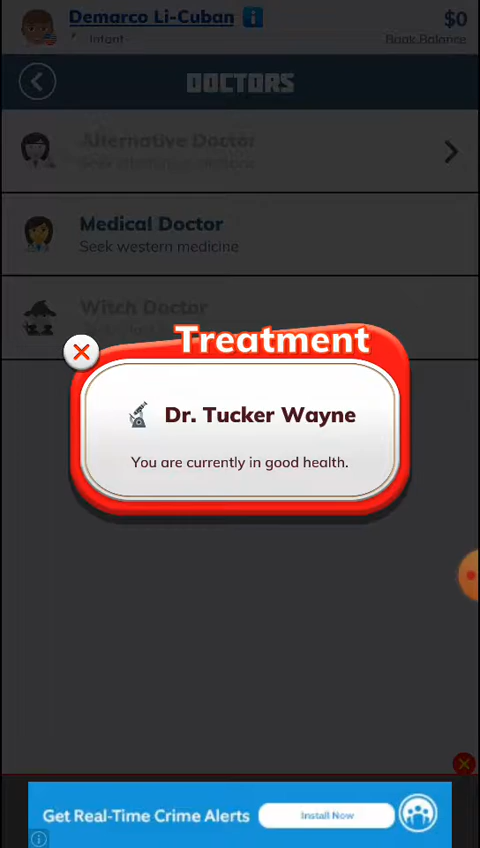 Demarco Li-Cuban
$0
Infant
Bank Balance
DOCTORS
Alternative Doctor
Medical Doctor
Seek western medicine
Witch Doctor
Treatment
Dr. Tucker Wayne
You are currently in good health.
Get Real-Time Crime Alerts
Install Now